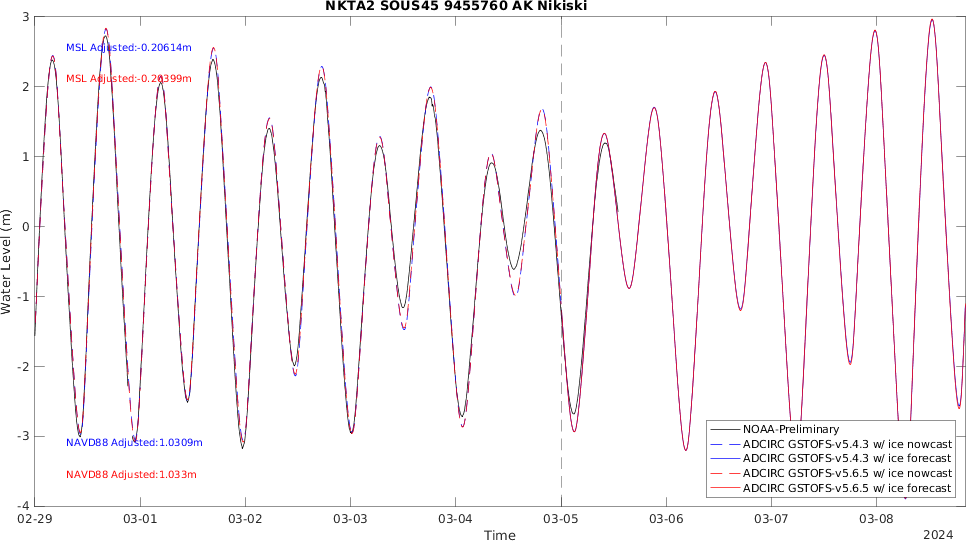 NKTA2 SOUS45 9455760 AK Nikiski
Water Level (m)
3
2
1
0
-1
-2
-3
-4
MSL Adjusted:-0.20614m
MSL Adjusted:-0.20399m
NAVD88 Adjusted:1.0309m
NAVD88 Adjusted:1.033m
NOAA-Preliminary
ADCIRC GSTOFS-v5.4.3 w/ ice nowcast
ADCIRC GSTOFS-v5.4.3 w/ ice forecast
ADCIRC GSTOFS-v5.6.5 w/ ice nowcast
ADCIRC GSTOFS-v5.6.5 w/ ice forecast
02-29 03-01 03-02 03-03 03-04 03-05 03-06 03-07 03-08
Time
2024